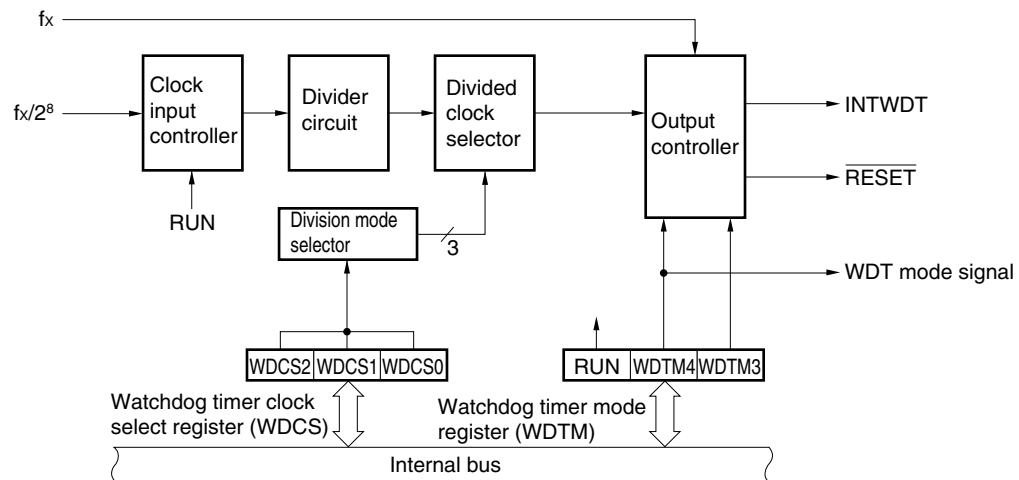 fx
fx/2⁸
Clock
input
controller
Divider
circuit
Divided
clock
selector
Output
controller
INTWDT
RESET
RUN
Division mode
selector
3
WDT mode signal
WDCS2 WDCS1 WDCS0
RUN WDTM4 WDTM3
Watchdog timer clock
select register (WDCS)
Watchdog timer mode
register (WDTM)
Internal bus